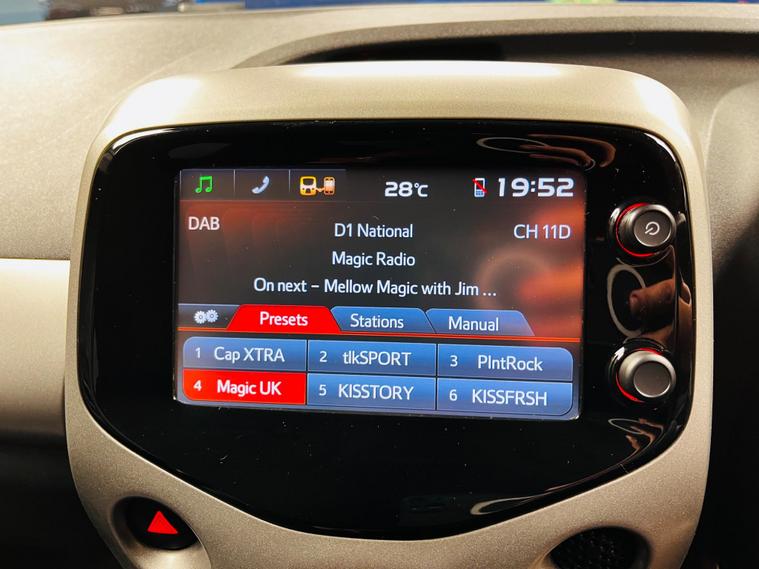 28°C 19:52
DAB D1 National CH 11D
Magic Radio
On next – Mellow Magic with Jim ...
Presets Stations Manual
1 Cap XTRA 2 tlkSPORT 3 PlntRock
4 Magic UK 5 KISSTORY 6 KISSFRSH